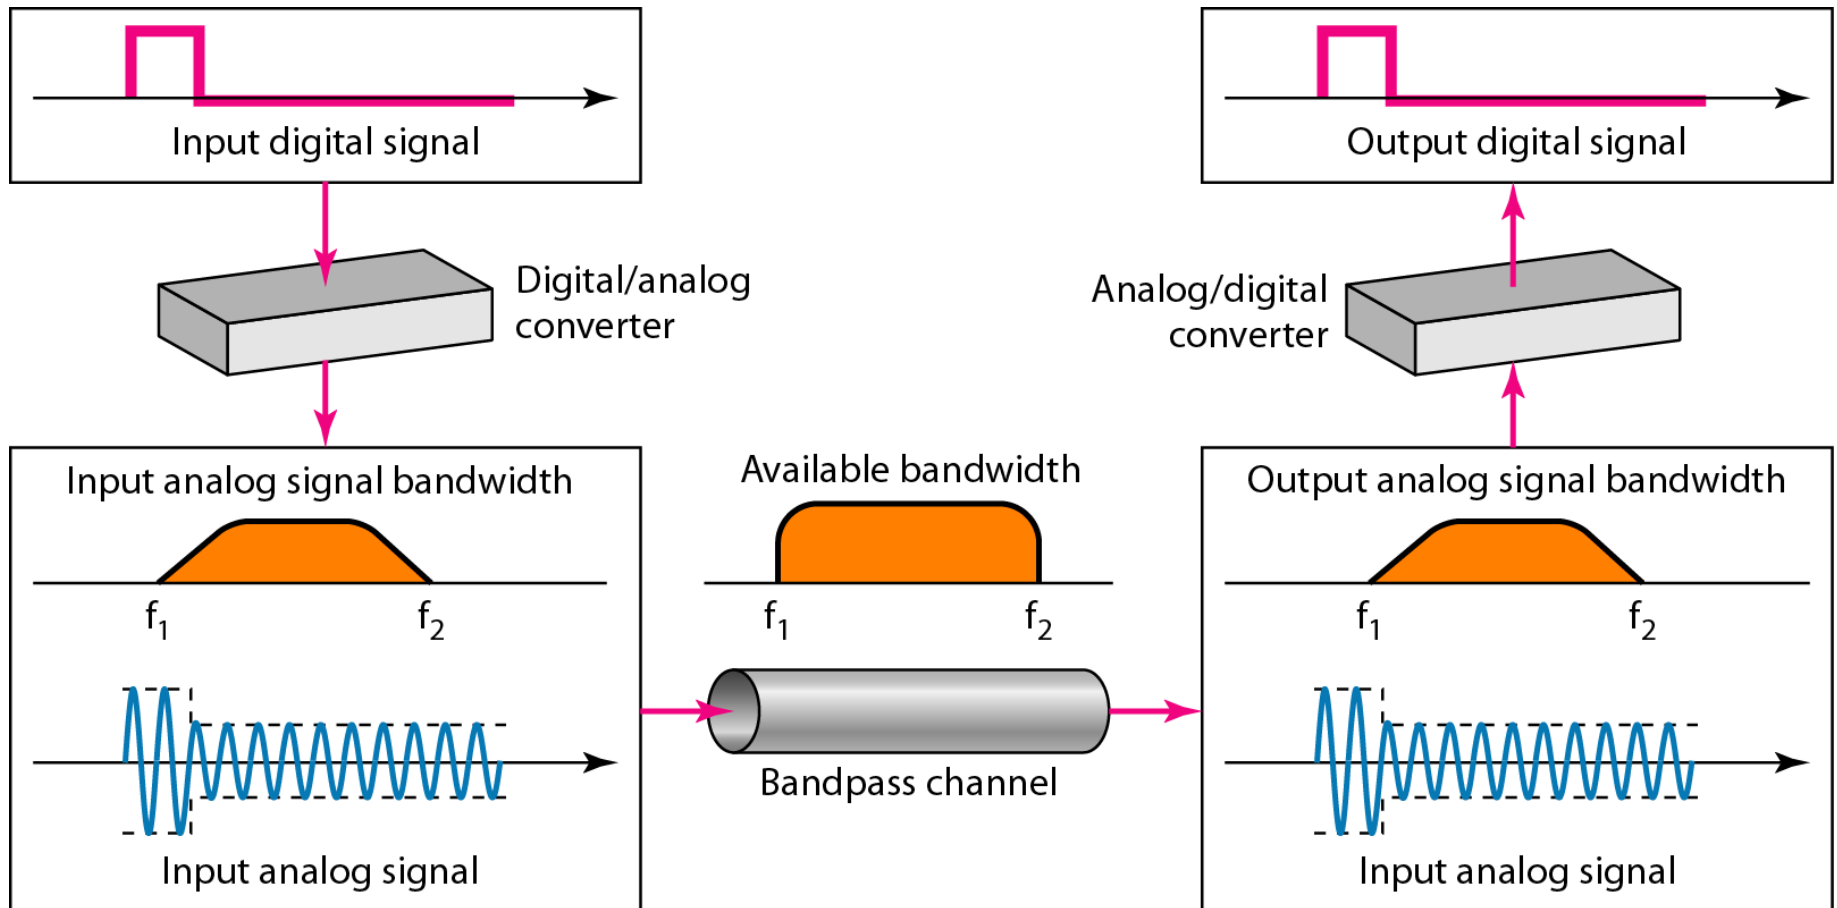 Input digital signal
Output digital signal
Digital/analog
converter
Analog/digital
converter
Input analog signal bandwidth
Available bandwidth
Output analog signal bandwidth
f₁ f₂
f₁ f₂
f₁ f₂
Bandpass channel
Input analog signal
Input analog signal